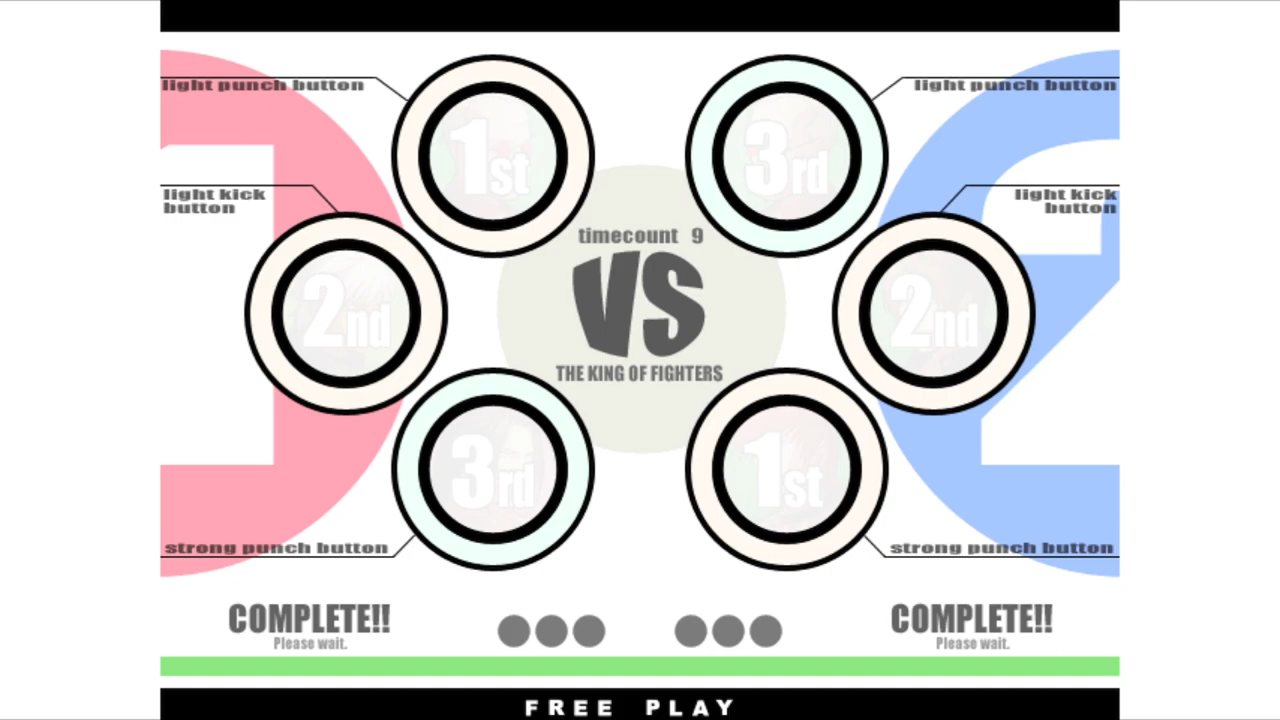 light punch button
light punch button
1st
3rd
light kick
button
light kick
button
timecount 9
2nd
VS
2nd
THE KING OF FIGHTERS
3rd
1st
strong punch button
strong punch button
COMPLETE!!
Please wait.
COMPLETE!!
Please wait.
FREE PLAY
1
2